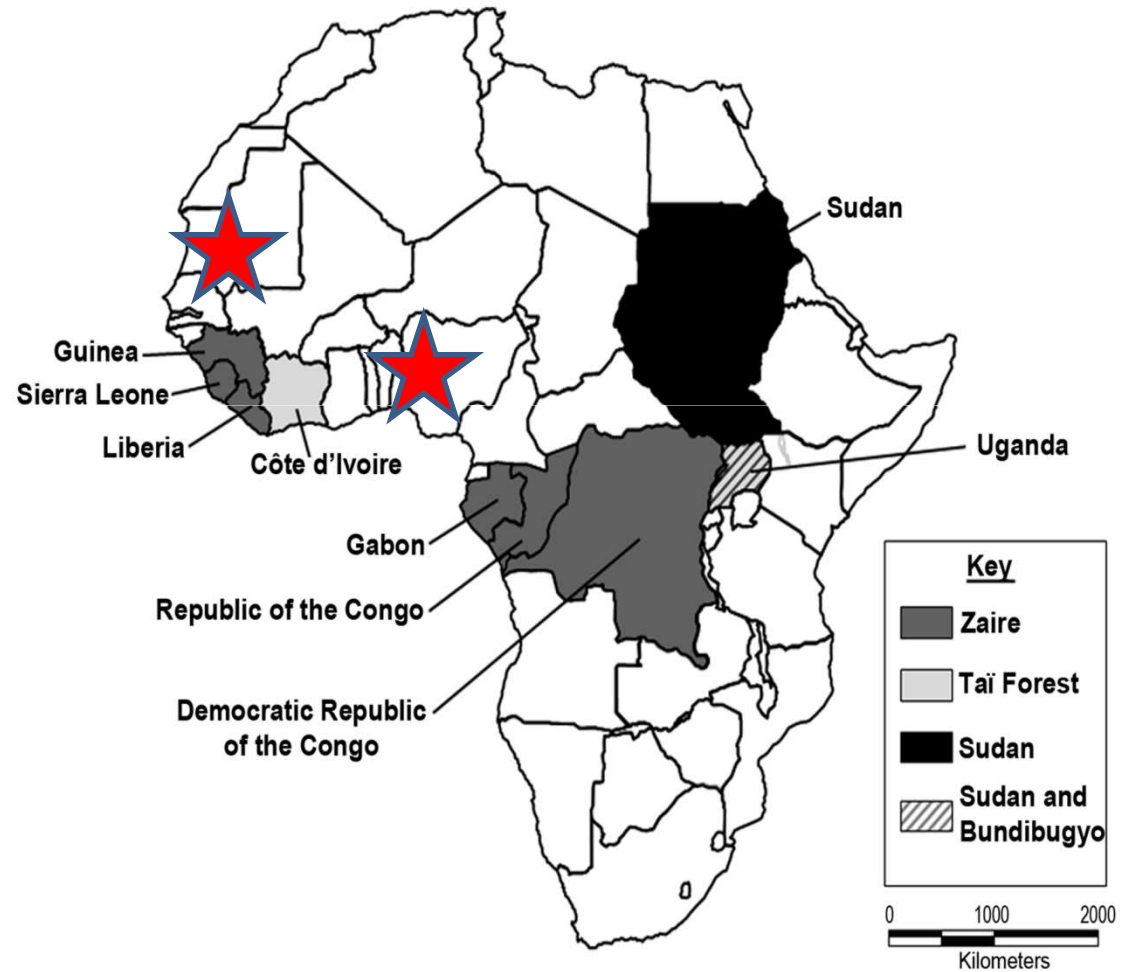 Sudan
Guinea
Sierra Leone
Liberia
Côte d'Ivoire
Uganda
Gabon
Republic of the Congo
Democratic Republic
of the Congo
Key
Zaire
Taï Forest
Sudan
Sudan and
Bundibugyo
0 1000 2000
Kilometers